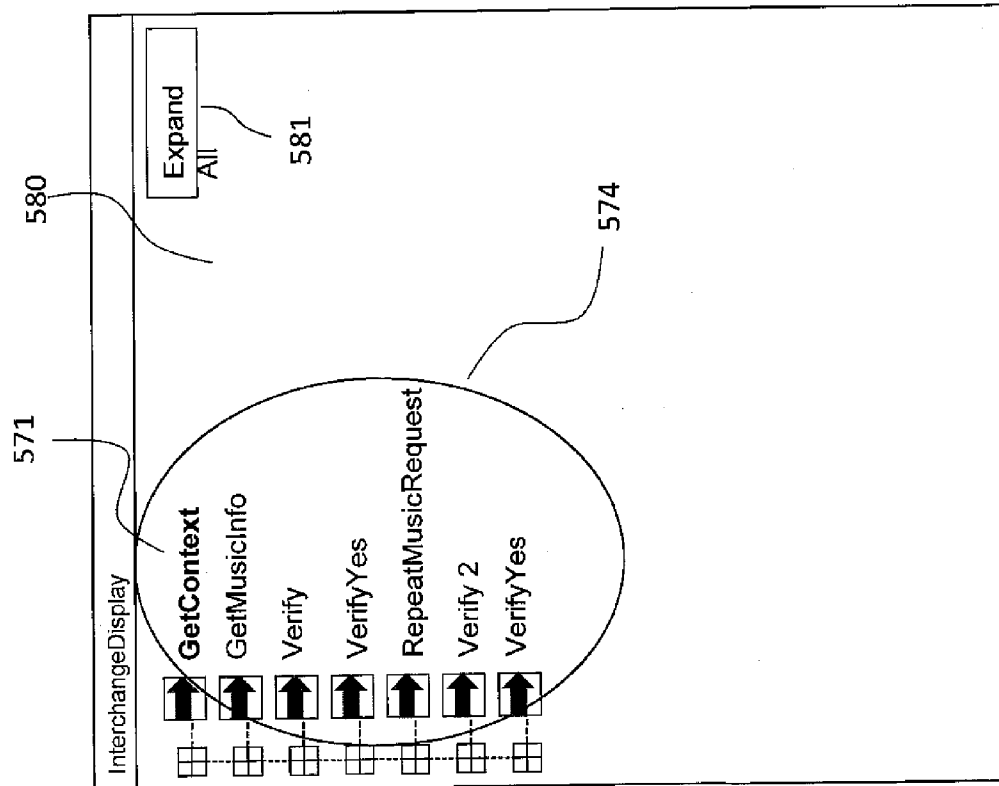 InterchangeDisplay
580
Expand
All
581
571
GetContext
GetMusicInfo
Verify
VerifyYes
RepeatMusicRequest
Verify 2
VerifyYes
574